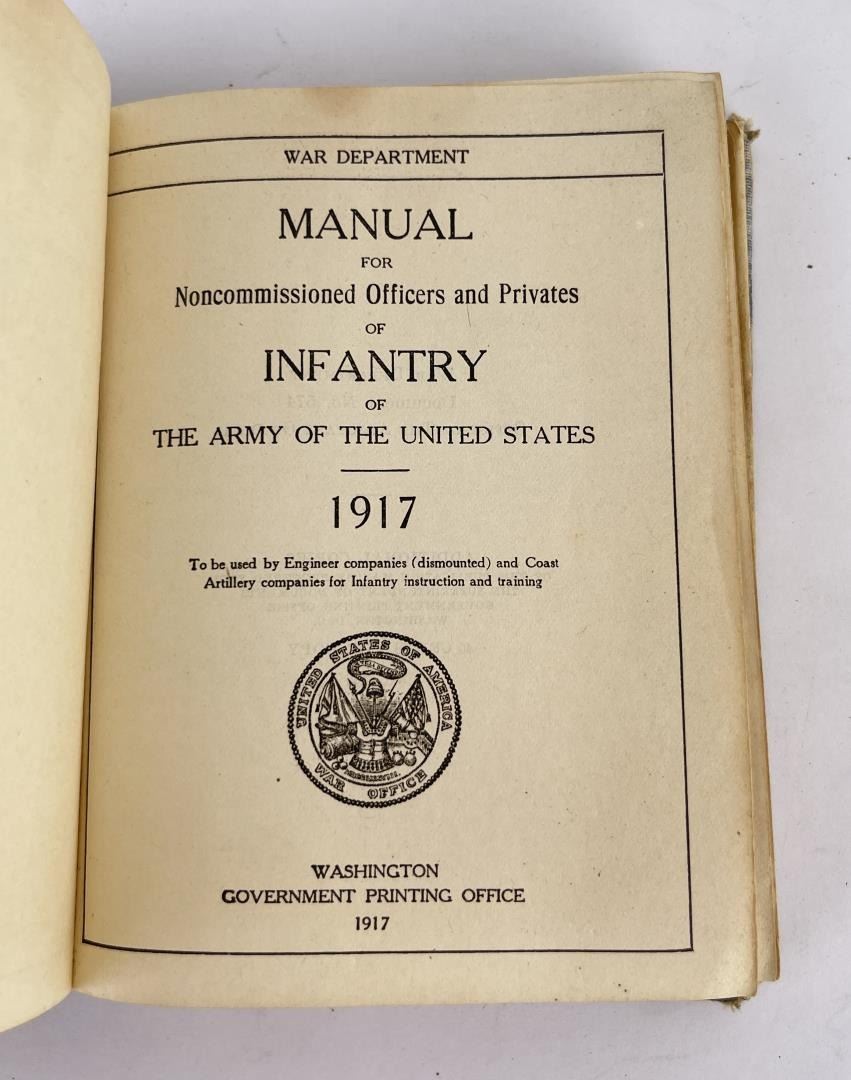 WAR DEPARTMENT
MANUAL
FOR
Noncommissioned Officers and Privates
OF
INFANTRY
OF
THE ARMY OF THE UNITED STATES
1917
To be used by Engineer companies (dismounted) and Coast
Artillery companies for Infantry instruction and training
UNITED STATES OF AMERICA
WAR OFFICE
WASHINGTON
GOVERNMENT PRINTING OFFICE
1917